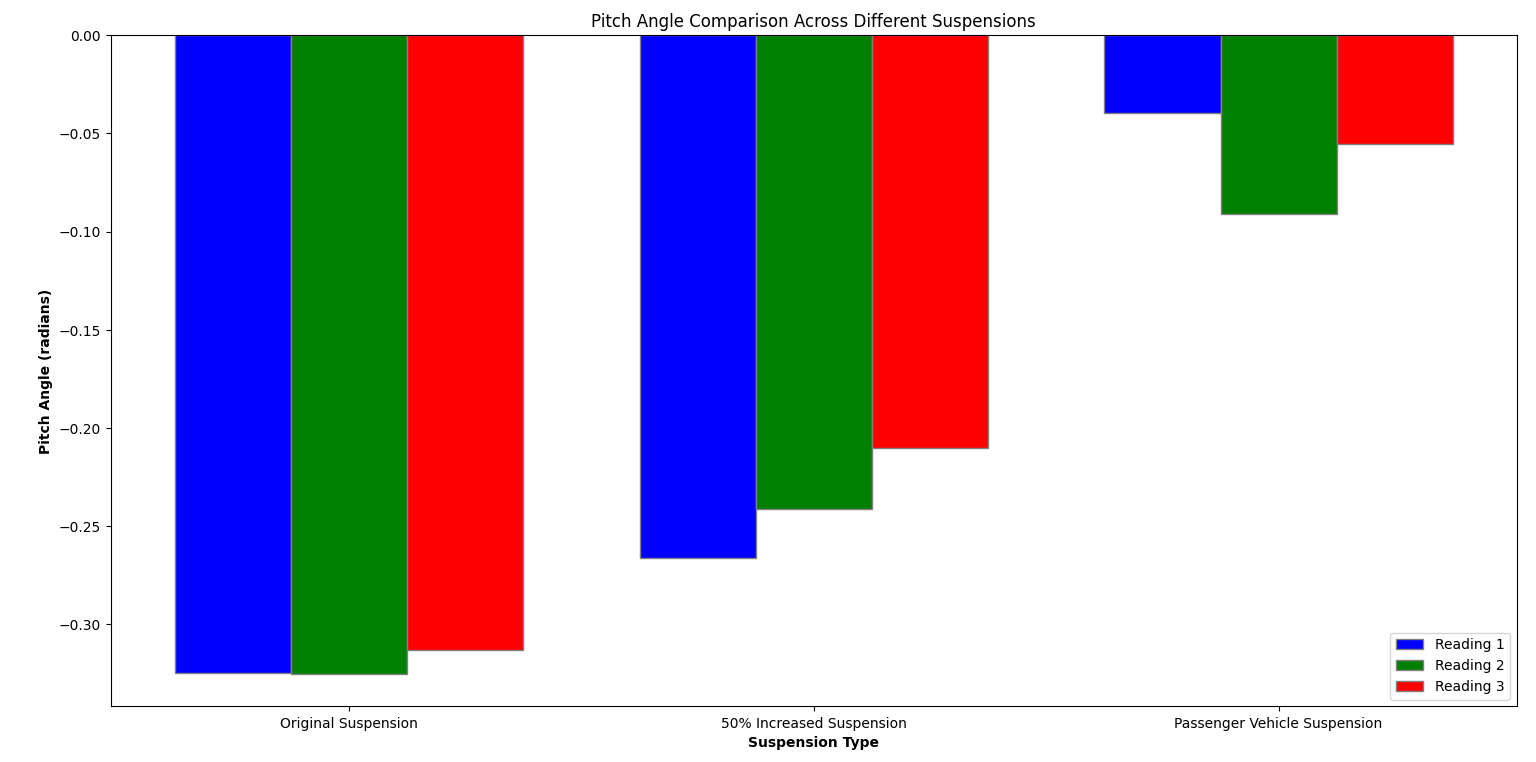 Pitch Angle Comparison Across Different Suspensions
0.00
−0.05
−0.10
−0.15
−0.20
−0.25
−0.30
Pitch Angle (radians)
Reading 1
Reading 2
Reading 3
Original Suspension
50% Increased Suspension
Passenger Vehicle Suspension
Suspension Type